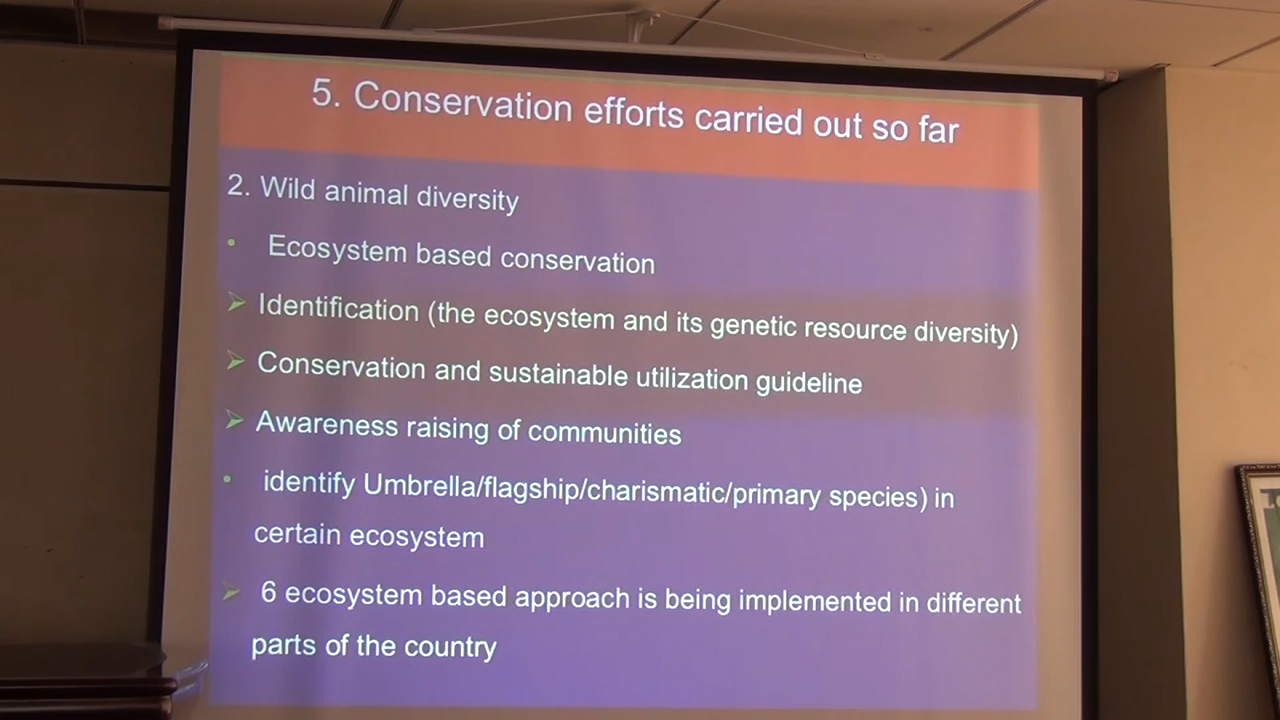 5. Conservation efforts carried out so far
2. Wild animal diversity
• Ecosystem based conservation
➢ Identification (the ecosystem and its genetic resource diversity)
➢ Conservation and sustainable utilization guideline
➢ Awareness raising of communities
• identify Umbrella/flagship/charismatic/primary species) in
certain ecosystem
➢ 6 ecosystem based approach is being implemented in different
parts of the country